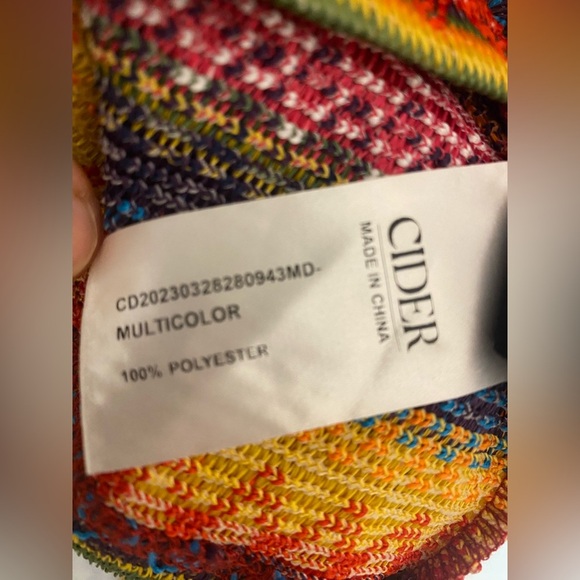 CIDER
MADE IN CHINA
CD20230328280943MD-
MULTICOLOR
100% POLYESTER